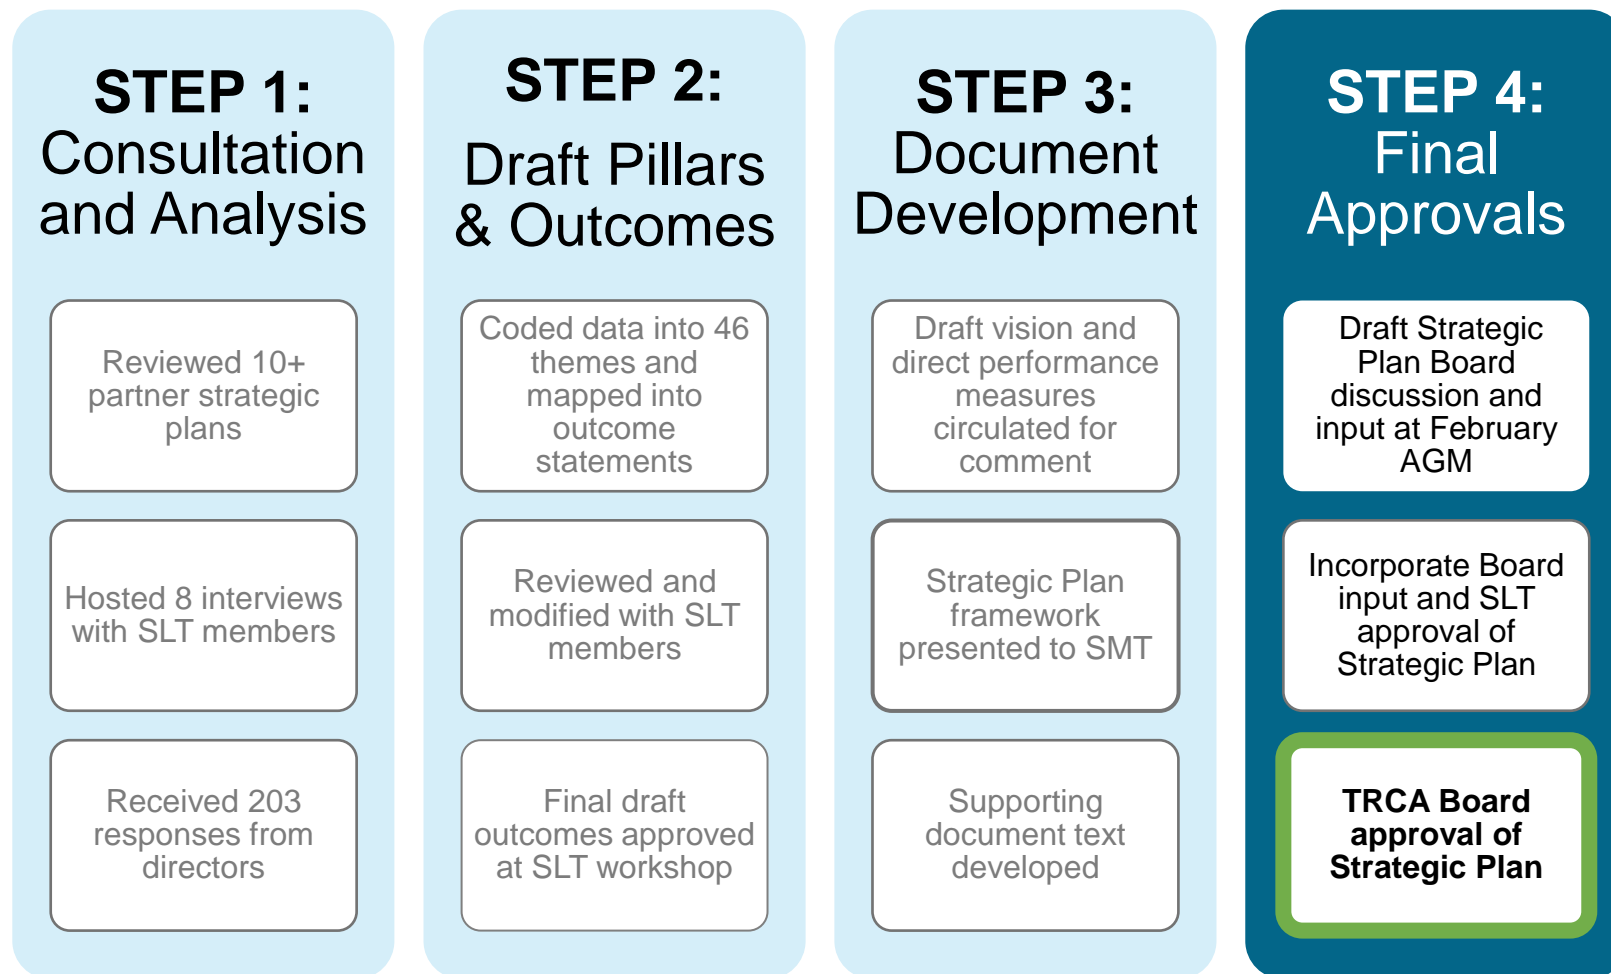 STEP 1:
Consultation
and Analysis
Reviewed 10+
partner strategic
plans
Hosted 8 interviews
with SLT members
Received 203
responses from
directors
STEP 2:
Draft Pillars
& Outcomes
Coded data into 46
themes and
mapped into
outcome
statements
Reviewed and
modified with SLT
members
Final draft
outcomes approved
at SLT workshop
STEP 3:
Document
Development
Draft vision and
direct performance
measures
circulated for
comment
Strategic Plan
framework
presented to SMT
Supporting
document text
developed
STEP 4:
Final
Approvals
Draft Strategic
Plan Board
discussion and
input at February
AGM
Incorporate Board
input and SLT
approval of
Strategic Plan
TRCA Board
approval of
Strategic Plan